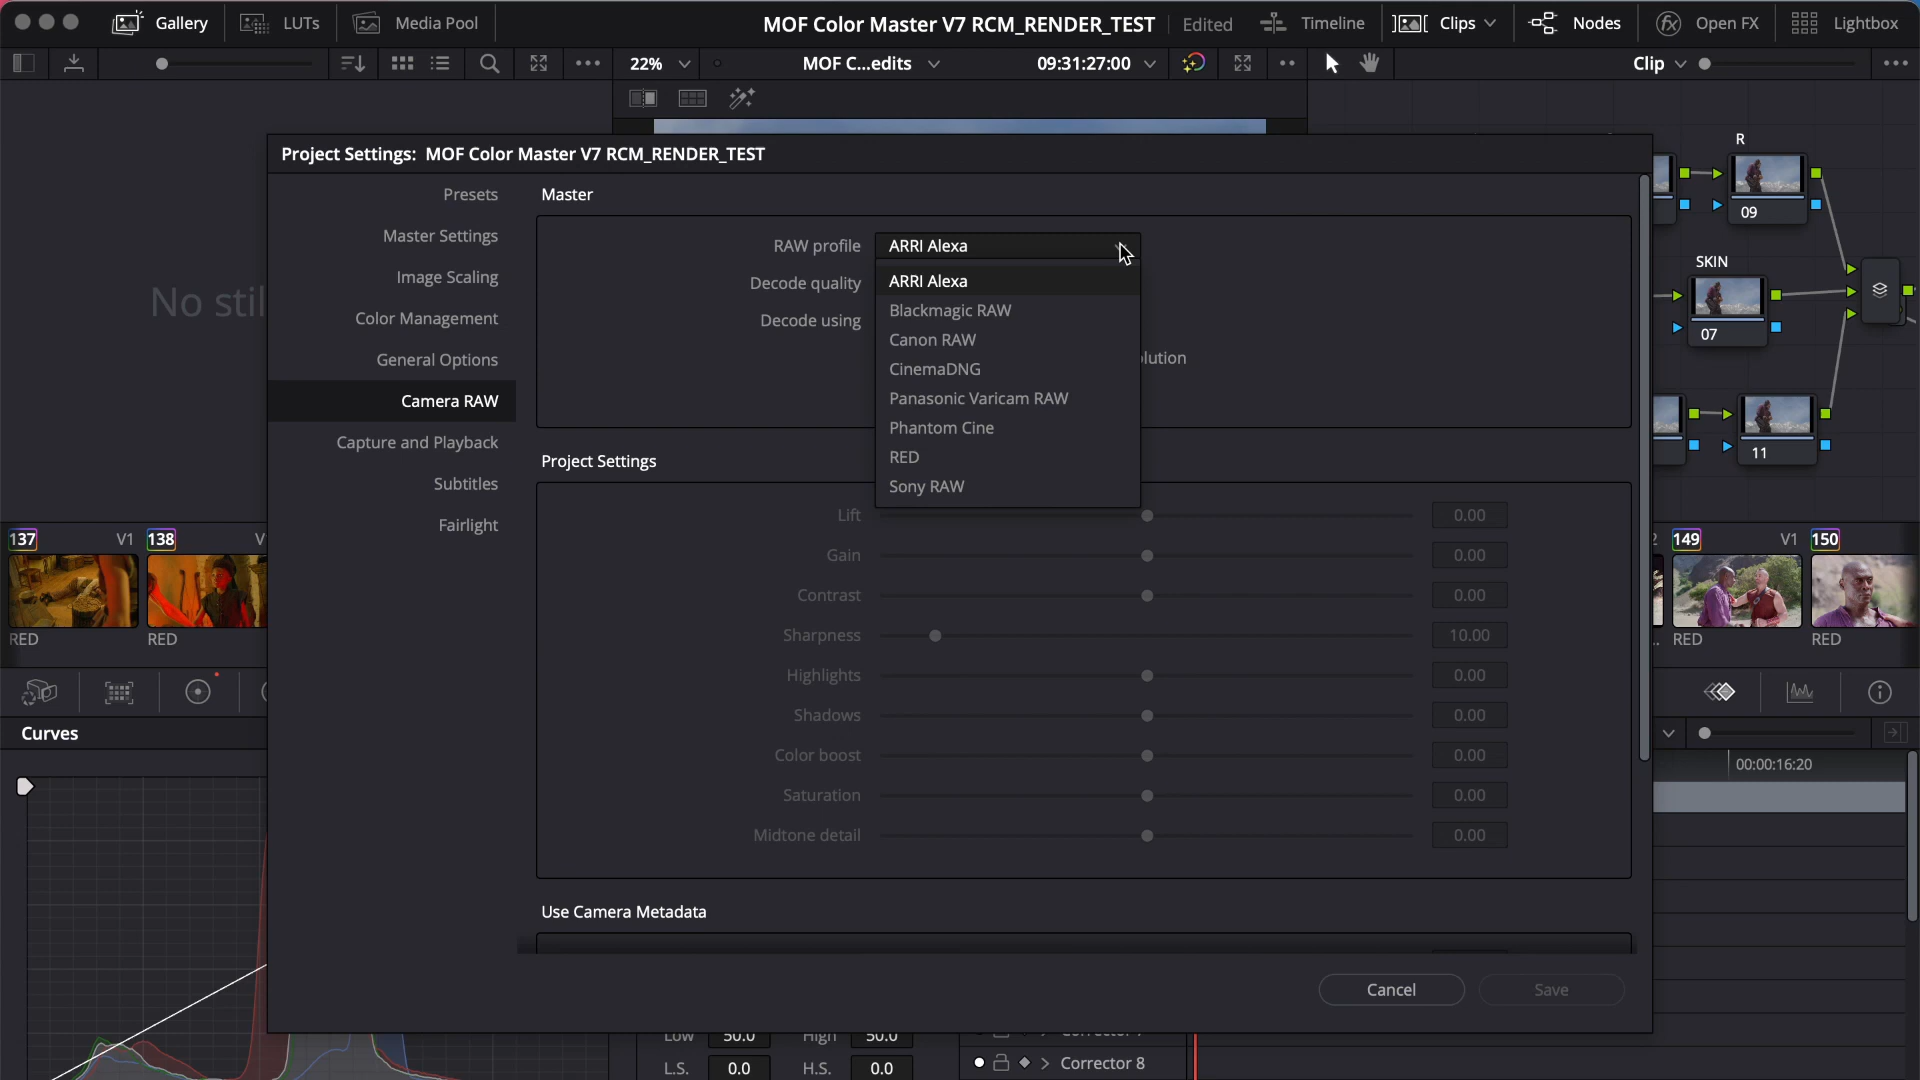 Gallery LUTs Media Pool MOF Color Master V7 RCM_RENDER_TEST Edited Timeline Clips Nodes Open FX Lightbox
22% MOF C...edits 09:31:27:00 Clip
Project Settings: MOF Color Master V7 RCM_RENDER_TEST
Presets
Master Settings
Image Scaling
Color Management
General Options
Camera RAW
Capture and Playback
Subtitles
Fairlight
Master
RAW profile ARRI Alexa
Decode quality
Decode using
ARRI Alexa
Blackmagic RAW
Canon RAW
CinemaDNG
Panasonic Varicam RAW
Phantom Cine
RED
Sony RAW
Project Settings
Lift 0.00
Gain 0.00
Contrast 0.00
Sharpness 10.00
Highlights 0.00
Shadows 0.00
Color boost 0.00
Saturation 0.00
Midtone detail 0.00
Use Camera Metadata
Cancel Save
No
R
09
SKIN
07
11
137 V1 138
RED RED
149 V1 150
RED RED
Curves
00:00:16:20
Low 50.0 High 50.0
L.S. 0.0 H.S. 0.0
Corrector 8